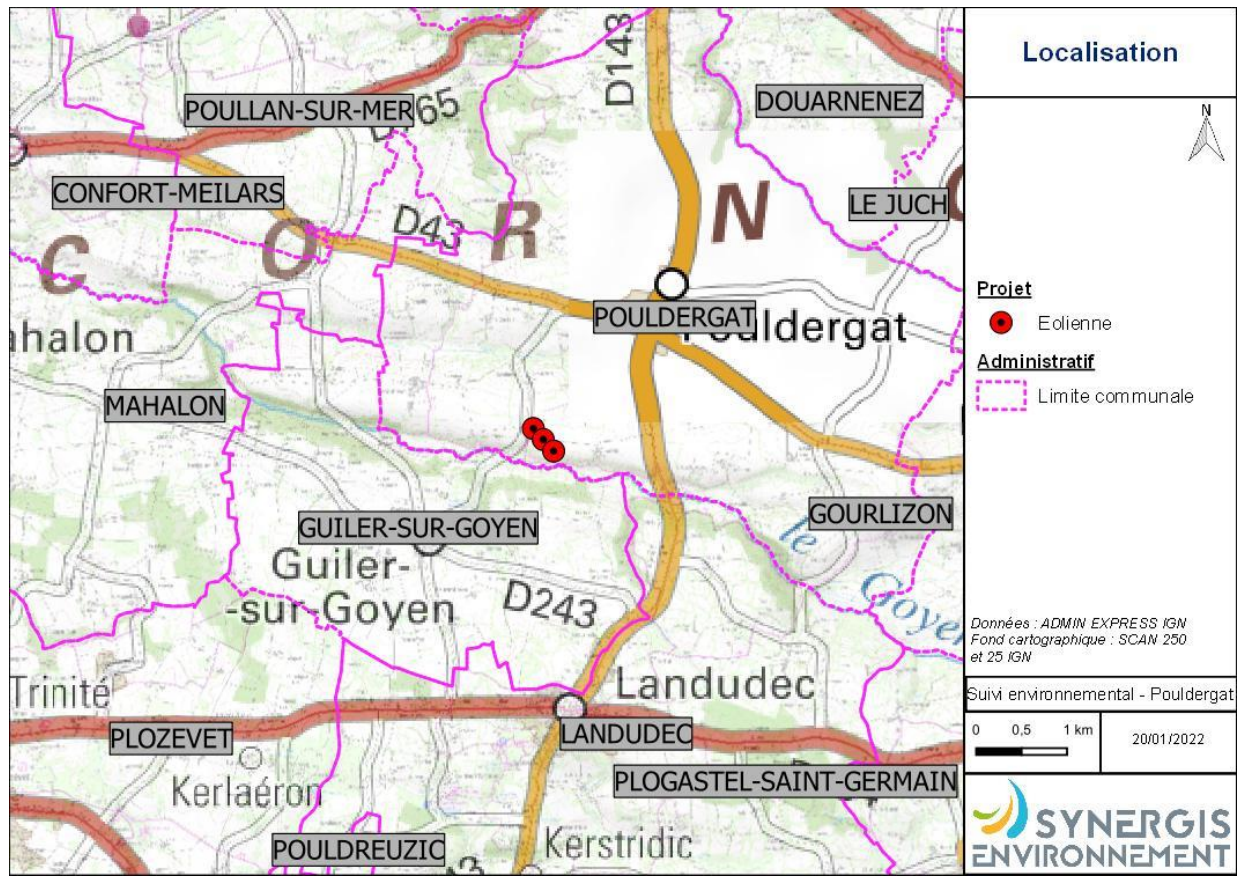 Localisation
N
Projet
Eolienne
Administratif
Limite communale
Données : ADMIN EXPRESS IGN
Fond cartographique : SCAN 250
et 25 IGN
Suivi environnemental - Pouldergat
0 0,5 1 km
20/01/2022
SYNERGIS
ENVIRONNEMENT
D143
DOUARNENEZ
POULLAN-SUR-MER
CONFORT-MEILARS
LE JUCH
D43
C O R N
POULDERGAT
Pouldergat
ahalon
MAHALON
GUILER-SUR-GOYEN
GOURLIZON
le
Goyen
Guiler-
-sur-Goyen
D243
Trinité
Landudec
PLOZEVET
LANDUDEC
PLOGASTEL-SAINT-GERMAIN
Kerlaéron
POULDREUZIC
Kerstridic